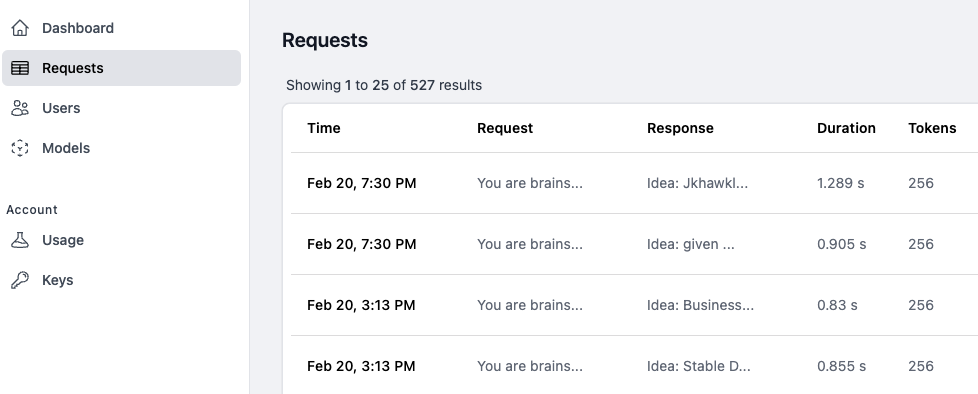 Dashboard
Requests
Users
Models
Account
Usage
Keys
Requests
Showing 1 to 25 of 527 results
Time Request Response Duration Tokens
Feb 20, 7:30 PM You are brains... Idea: Jkhawkl... 1.289 s 256
Feb 20, 7:30 PM You are brains... Idea: given ... 0.905 s 256
Feb 20, 3:13 PM You are brains... Idea: Business... 0.83 s 256
Feb 20, 3:13 PM You are brains... Idea: Stable D... 0.855 s 256